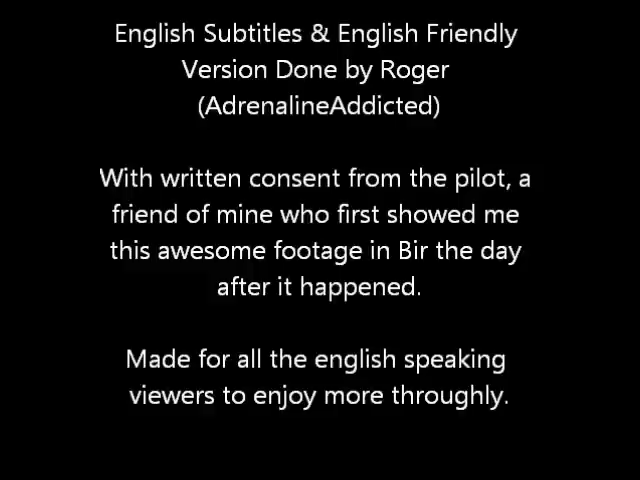 English Subtitles & English Friendly
Version Done by Roger
(AdrenalineAddicted)
With written consent from the pilot, a
friend of mine who first showed me
this awesome footage in Bir the day
after it happened.
Made for all the english speaking
viewers to enjoy more throughly.